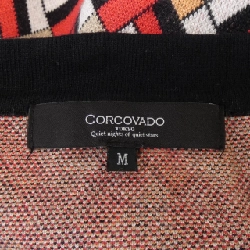 CORCOVADO
TOKYO
Quiet nights of quiet stars
M